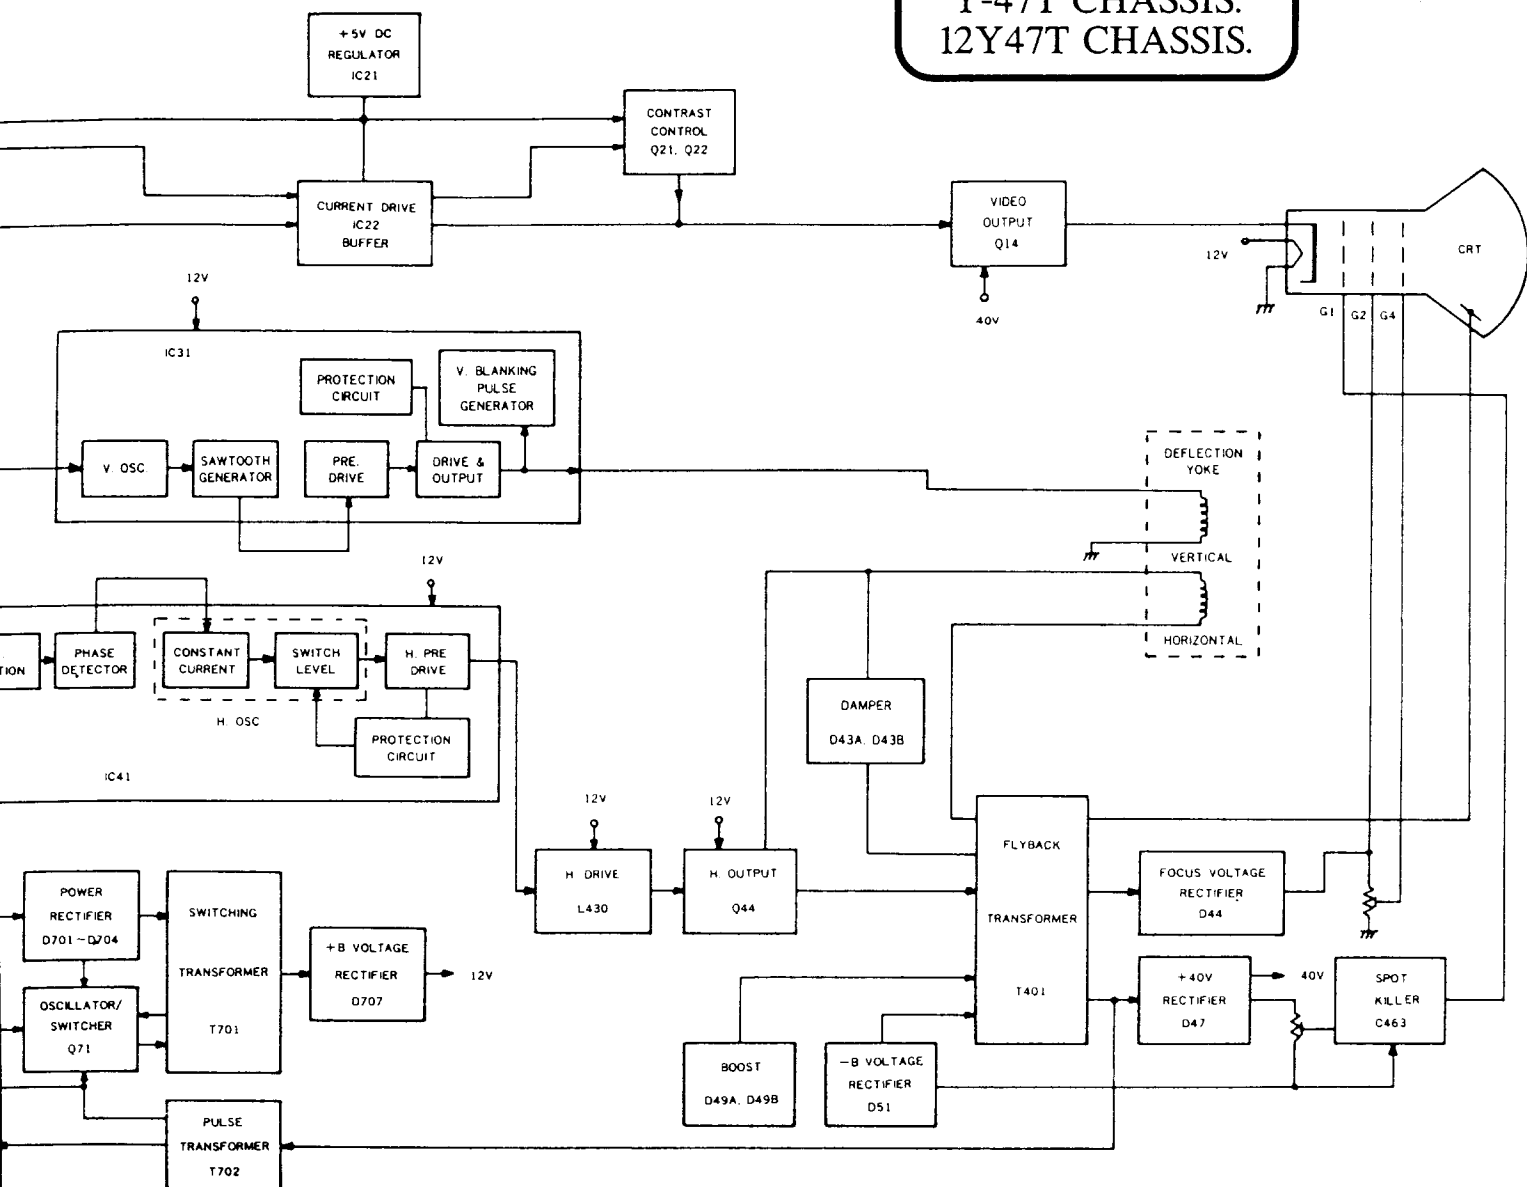 Y-47T CHASSIS.
12Y47T CHASSIS.
+5V DC
REGULATOR
IC21
CONTRAST
CONTROL
Q21, Q22
CURRENT DRIVE
IC22
BUFFER
VIDEO
OUTPUT
Q14
40V
12V
CRT
G1
G2
G4
12V
IC31
PROTECTION
CIRCUIT
V. BLANKING
PULSE
GENERATOR
V. OSC.
SAWTOOTH
GENERATOR
PRE.
DRIVE
DRIVE &
OUTPUT
DEFLECTION
YOKE
VERTICAL
HORIZONTAL
12V
TION
PHASE
DETECTOR
CONSTANT
CURRENT
SWITCH
LEVEL
H. PRE
DRIVE
H. OSC
PROTECTION
CIRCUIT
IC41
DAMPER
D43A, D43B
12V
H. DRIVE
L430
12V
H. OUTPUT
Q44
FLYBACK
TRANSFORMER
T401
FOCUS VOLTAGE
RECTIFIER
D44
+40V
RECTIFIER
D47
40V
SPOT
KILLER
C463
POWER
RECTIFIER
D701~D704
SWITCHING
TRANSFORMER
T701
+B VOLTAGE
RECTIFIER
D707
12V
OSCILLATOR/
SWITCHER
Q71
BOOST
D49A, D49B
-B VOLTAGE
RECTIFIER
D51
PULSE
TRANSFORMER
T702